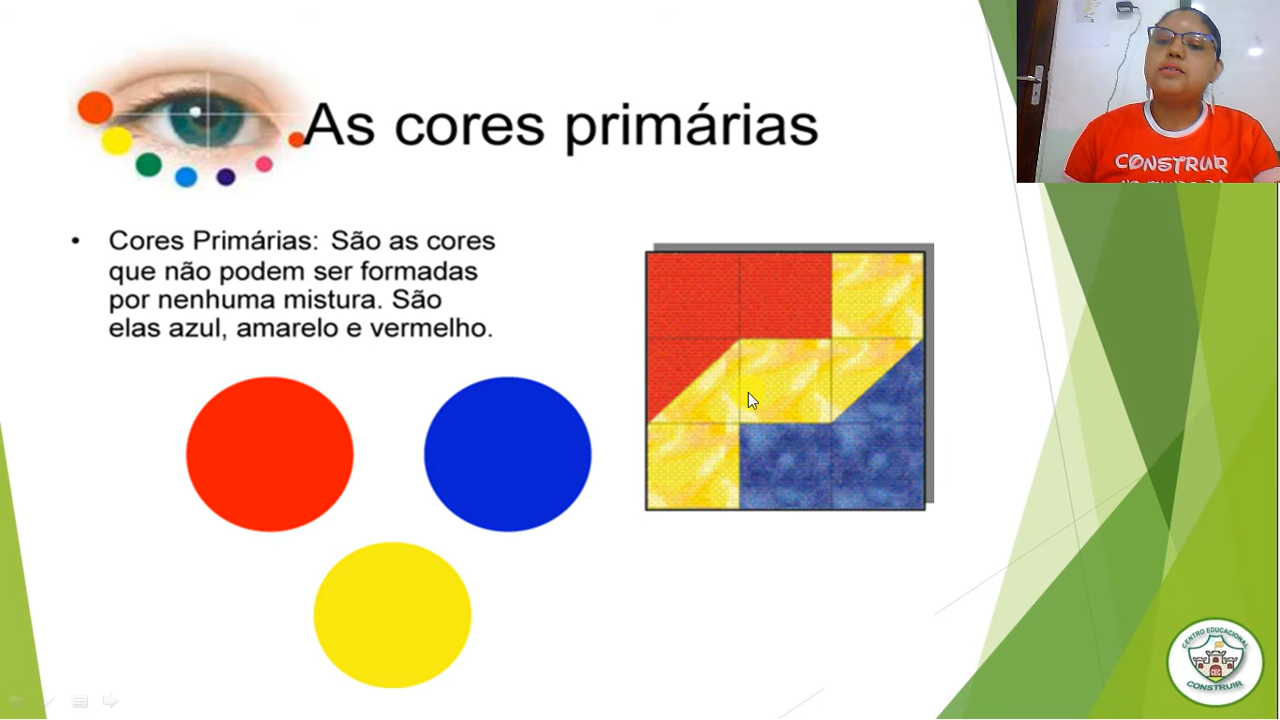 As cores primárias
• Cores Primárias: São as cores
que não podem ser formadas
por nenhuma mistura. São
elas azul, amarelo e vermelho.
CONSTRUIR
CENTRO EDUCACIONAL
CONSTRUIR